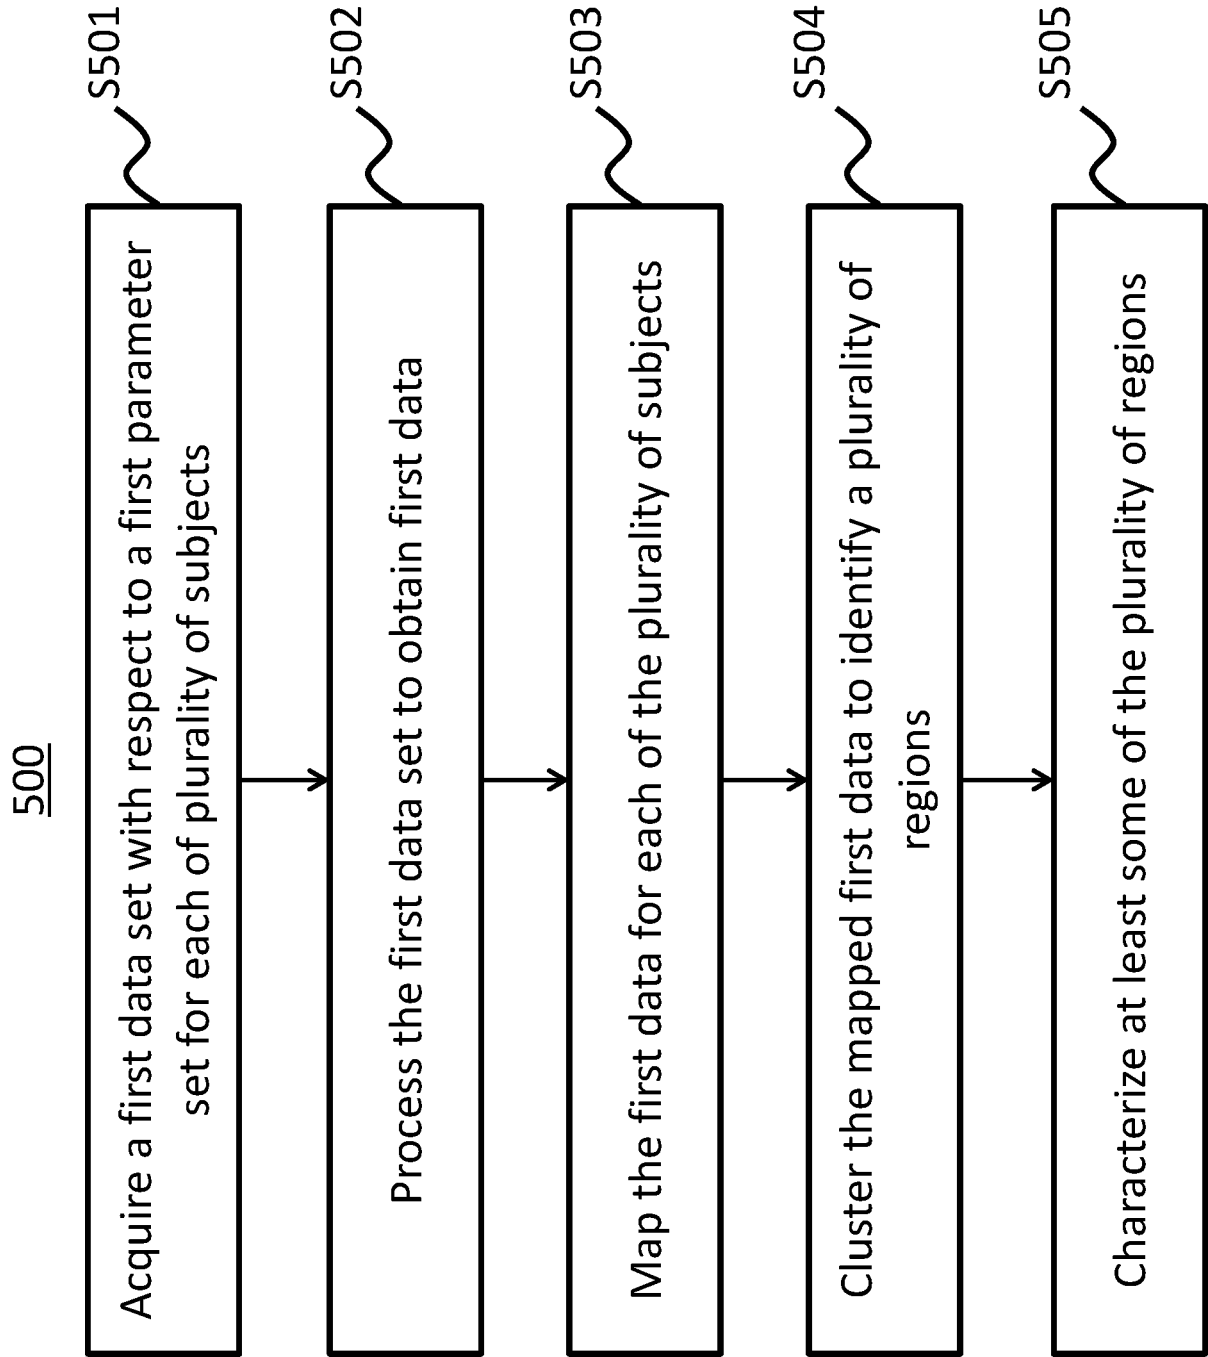 500
Acquire a first data set with respect to a first parameter
set for each of plurality of subjects
S501
Process the first data set to obtain first data
S502
Map the first data for each of the plurality of subjects
S503
Cluster the mapped first data to identify a plurality of
regions
S504
Characterize at least some of the plurality of regions
S505